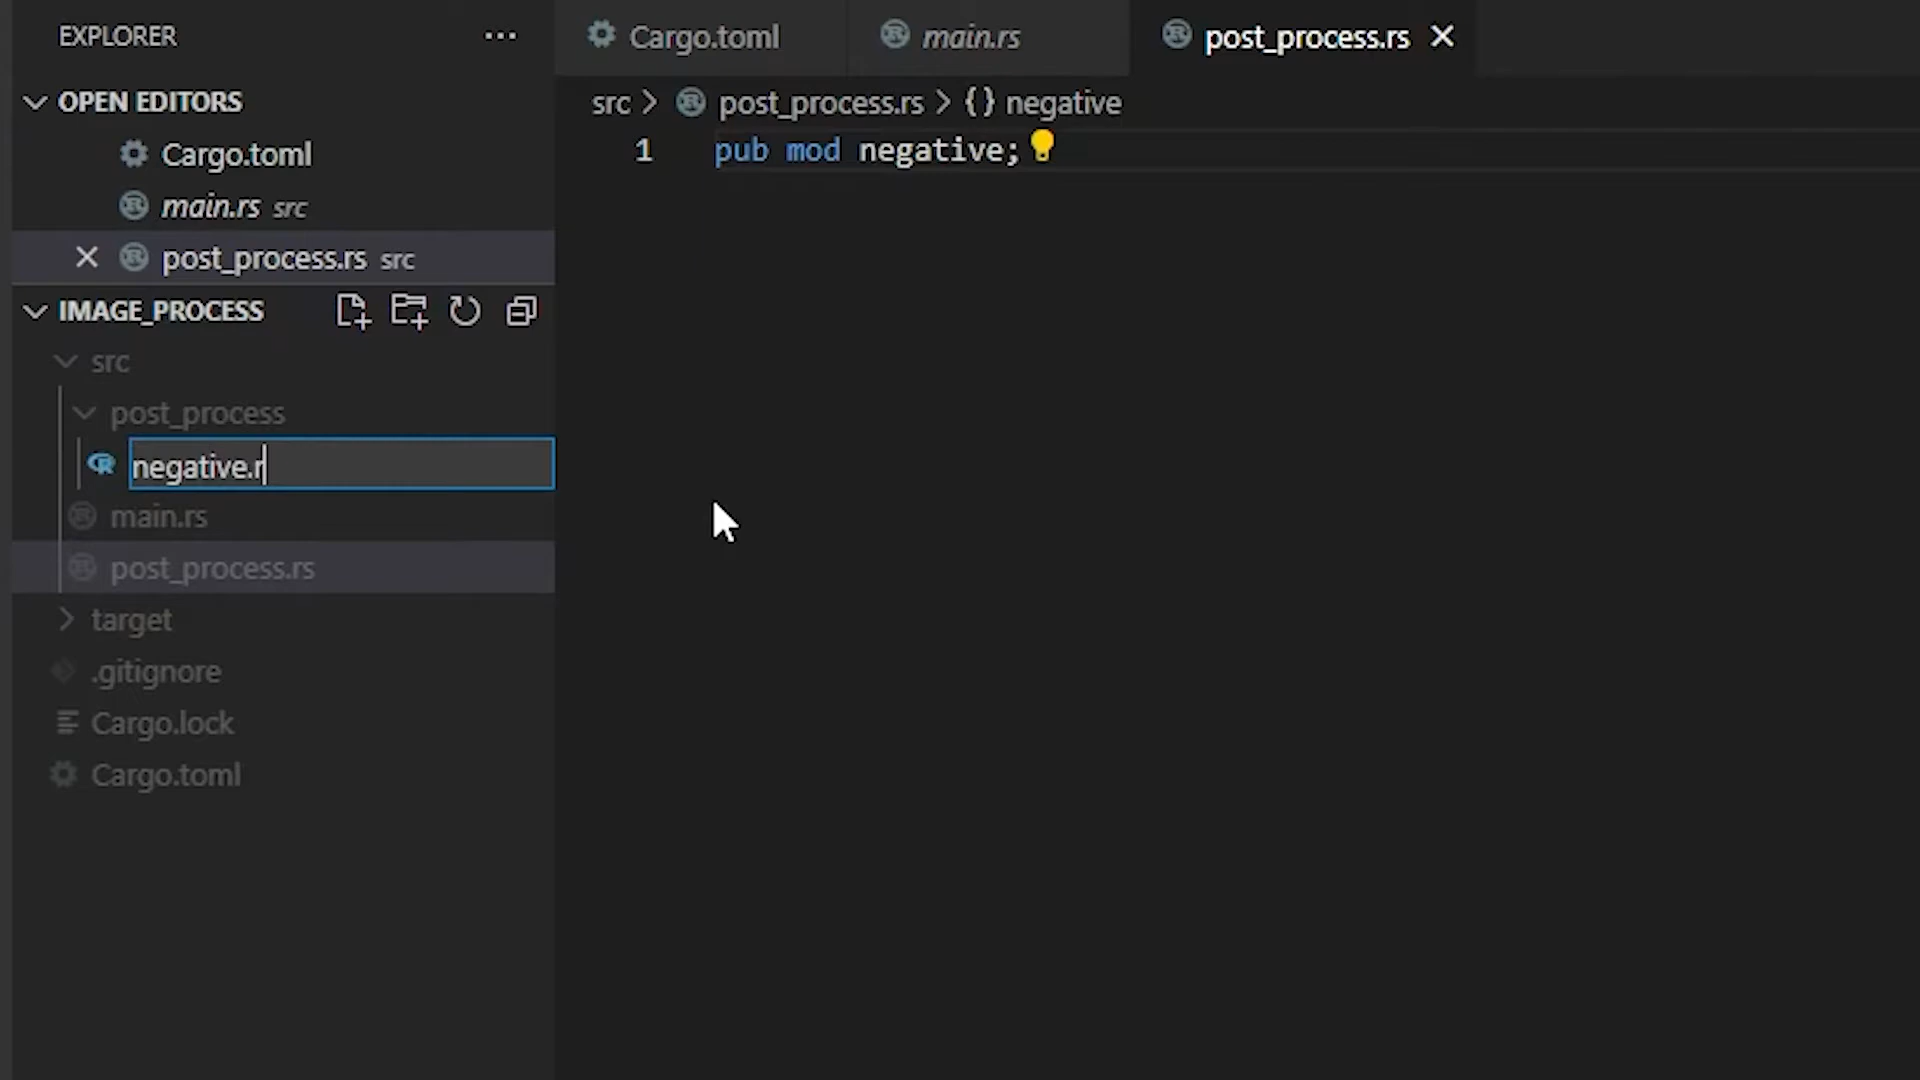 EXPLORER
OPEN EDITORS
Cargo.toml
main.rs src
post_process.rs src
IMAGE_PROCESS
src
post_process
negative.r
main.rs
post_process.rs
target
.gitignore
Cargo.lock
Cargo.toml
Cargo.toml main.rs post_process.rs
src > post_process.rs > {} negative
1 pub mod negative;